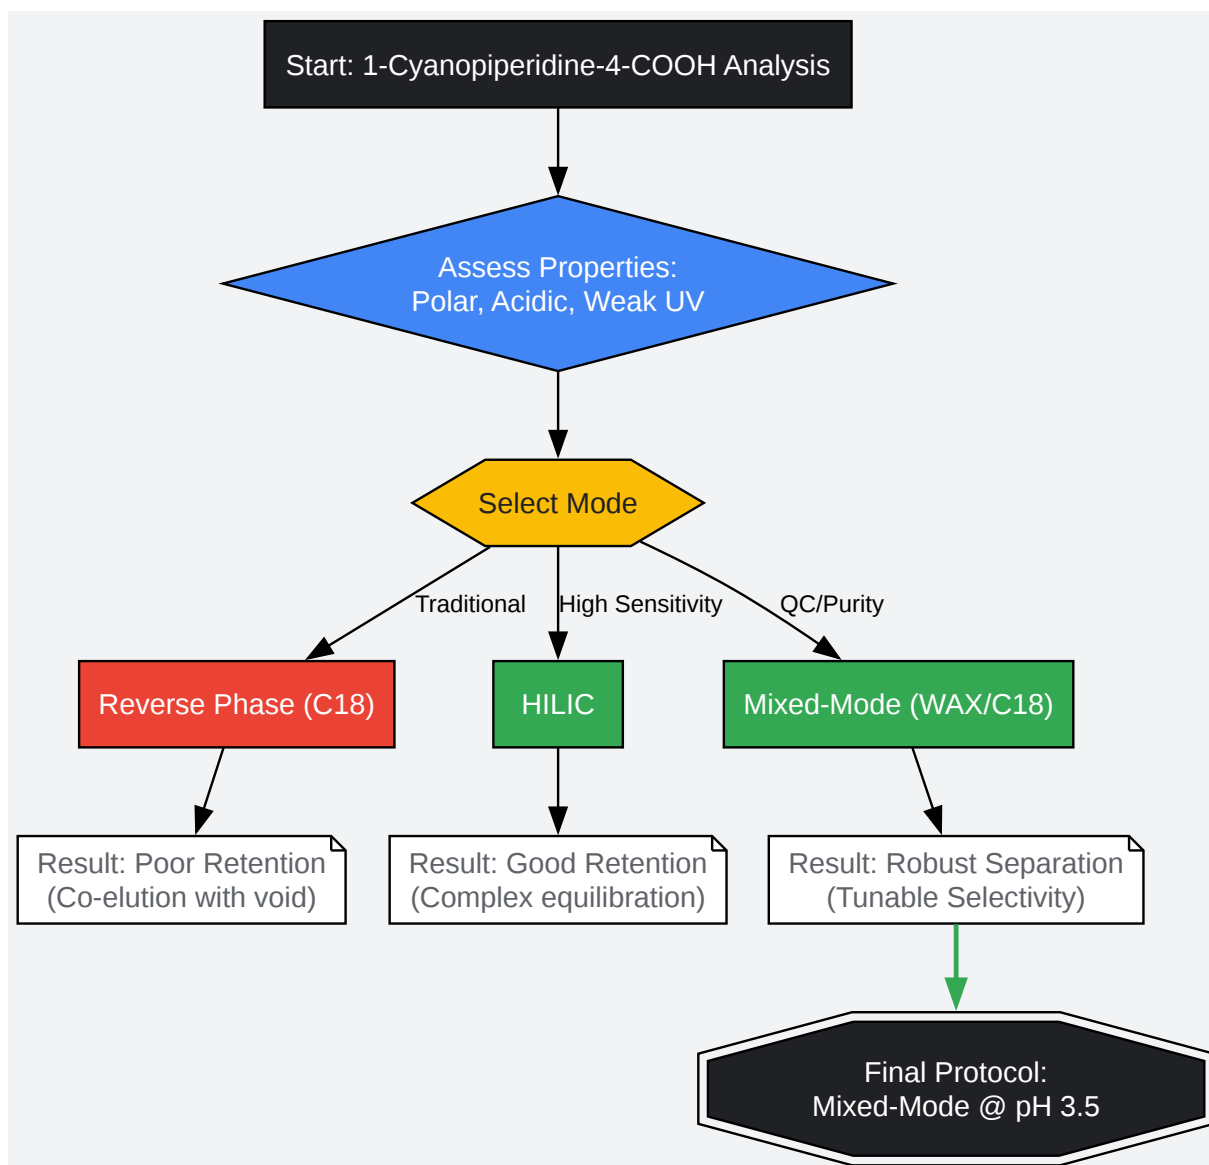 Start: 1-Cyanopiperidine-4-COOH Analysis
Assess Properties:
Polar, Acidic, Weak UV
Select Mode
Traditional
High Sensitivity
QC/Purity
Reverse Phase (C18)
HILIC
Mixed-Mode (WAX/C18)
Result: Poor Retention
(Co-elution with void)
Result: Good Retention
(Complex equilibration)
Result: Robust Separation
(Tunable Selectivity)
Final Protocol:
Mixed-Mode @ pH 3.5